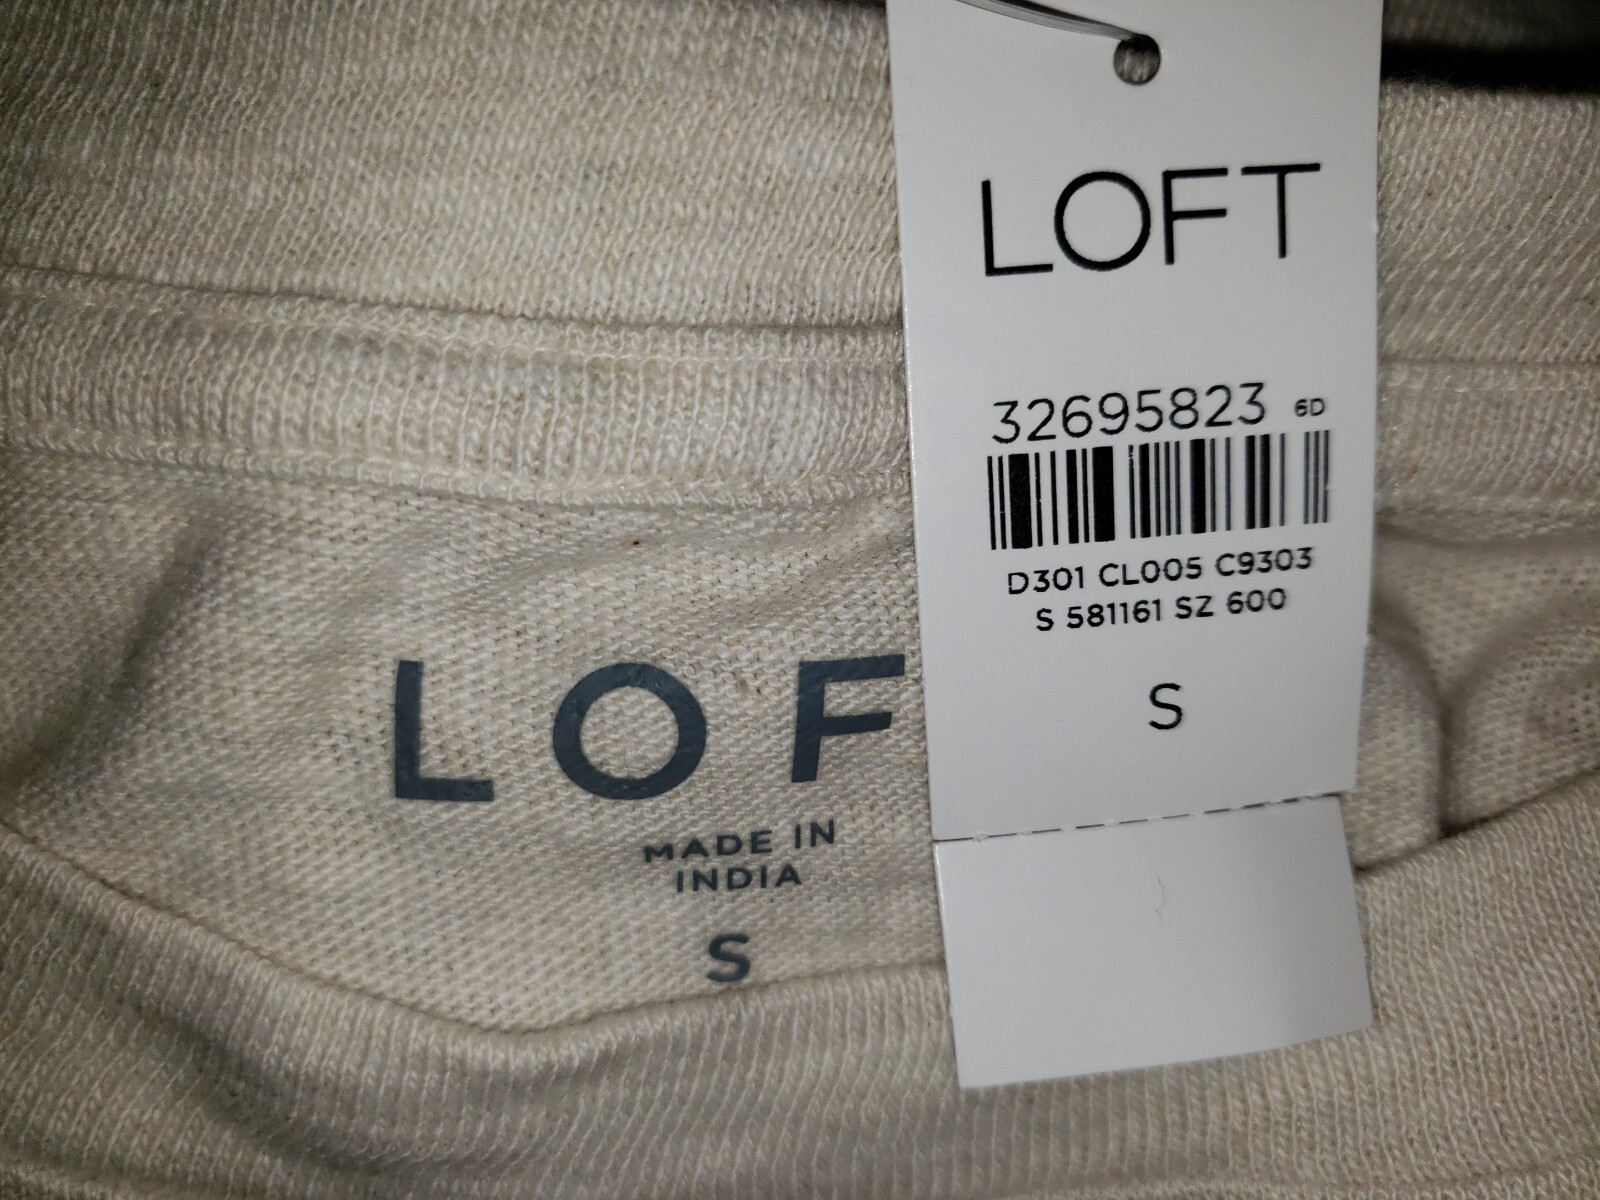 LOFT
32695823 6D
D301 CL005 C9303
S 581161 SZ 600
S
LOF
MADE IN
INDIA
S